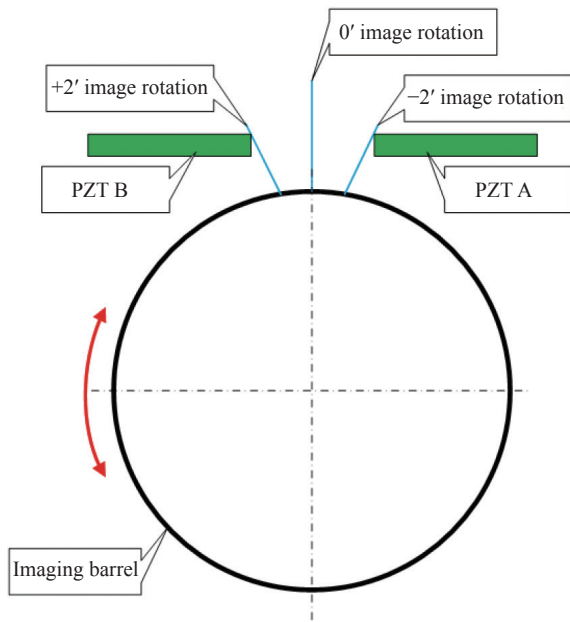 0′ image rotation
+2′ image rotation
−2′ image rotation
PZT B
PZT A
Imaging barrel